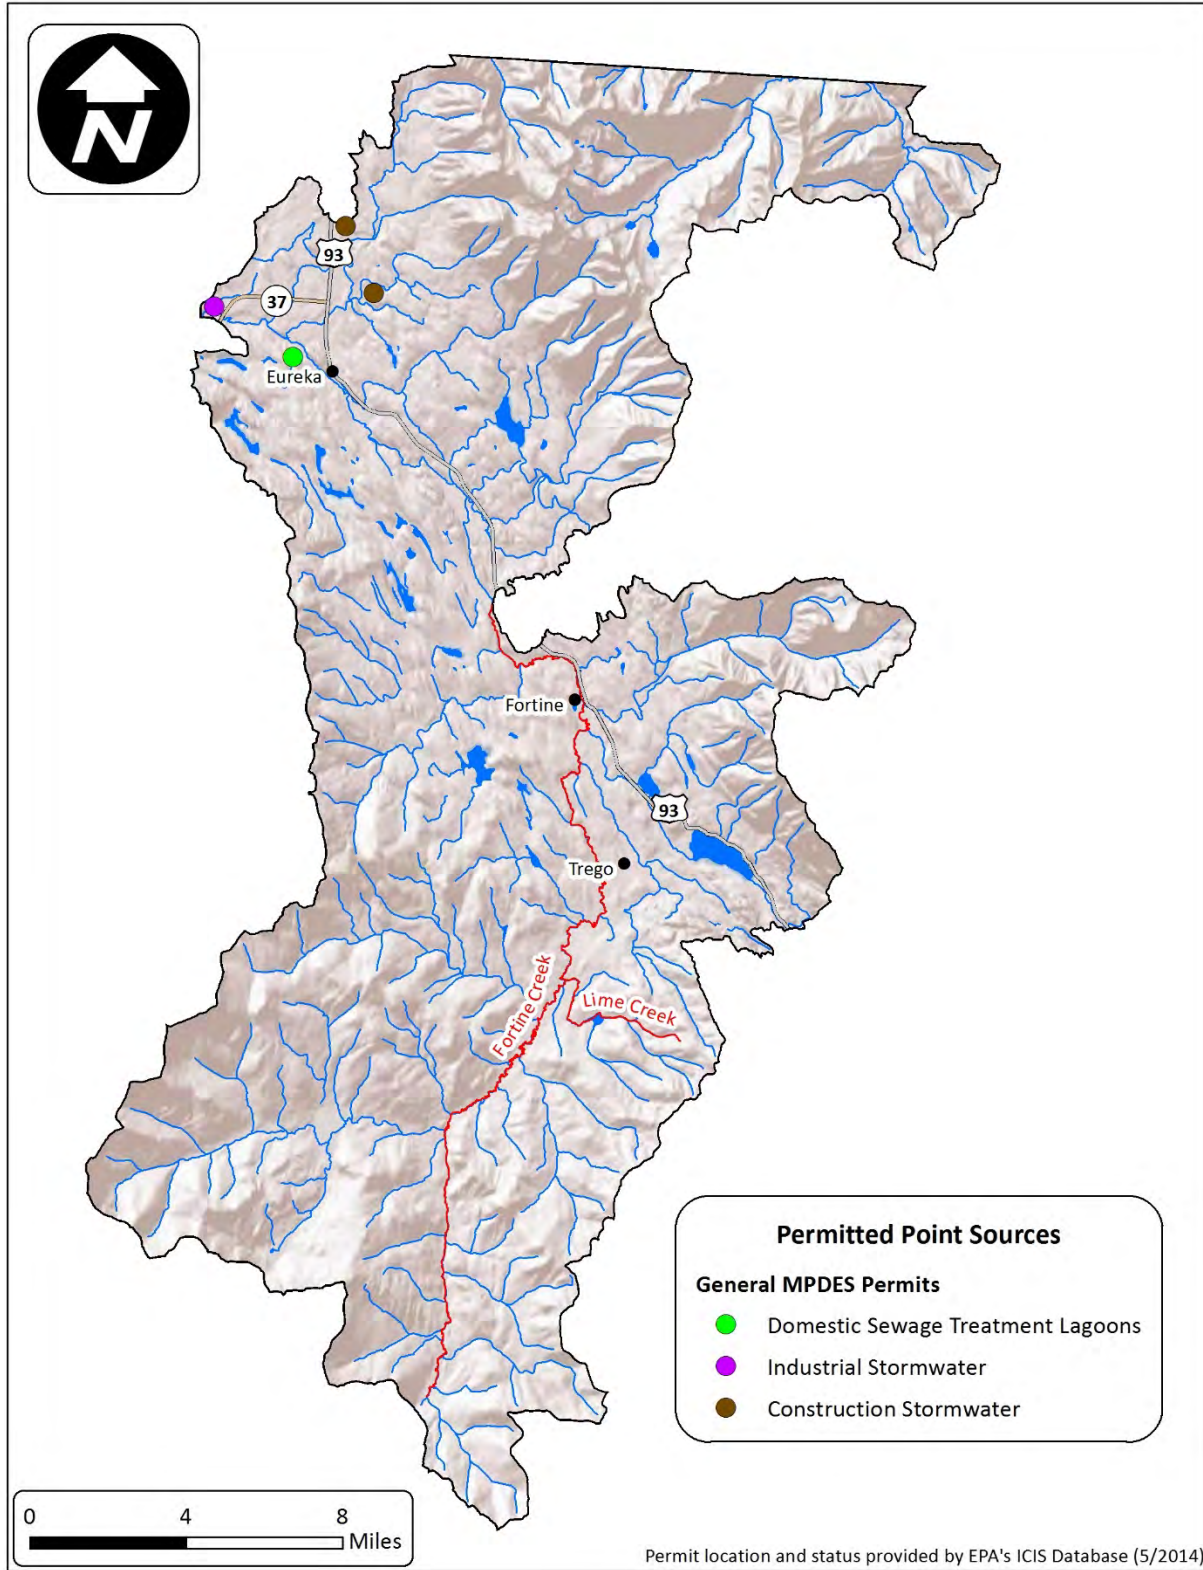 N
93
37
Eureka
Fortine
93
Trego
Fortine Creek
Lime Creek
Permitted Point Sources
General MPDES Permits
Domestic Sewage Treatment Lagoons
Industrial Stormwater
Construction Stormwater
0 4 8
Miles
Permit location and status provided by EPA's ICIS Database (5/2014)